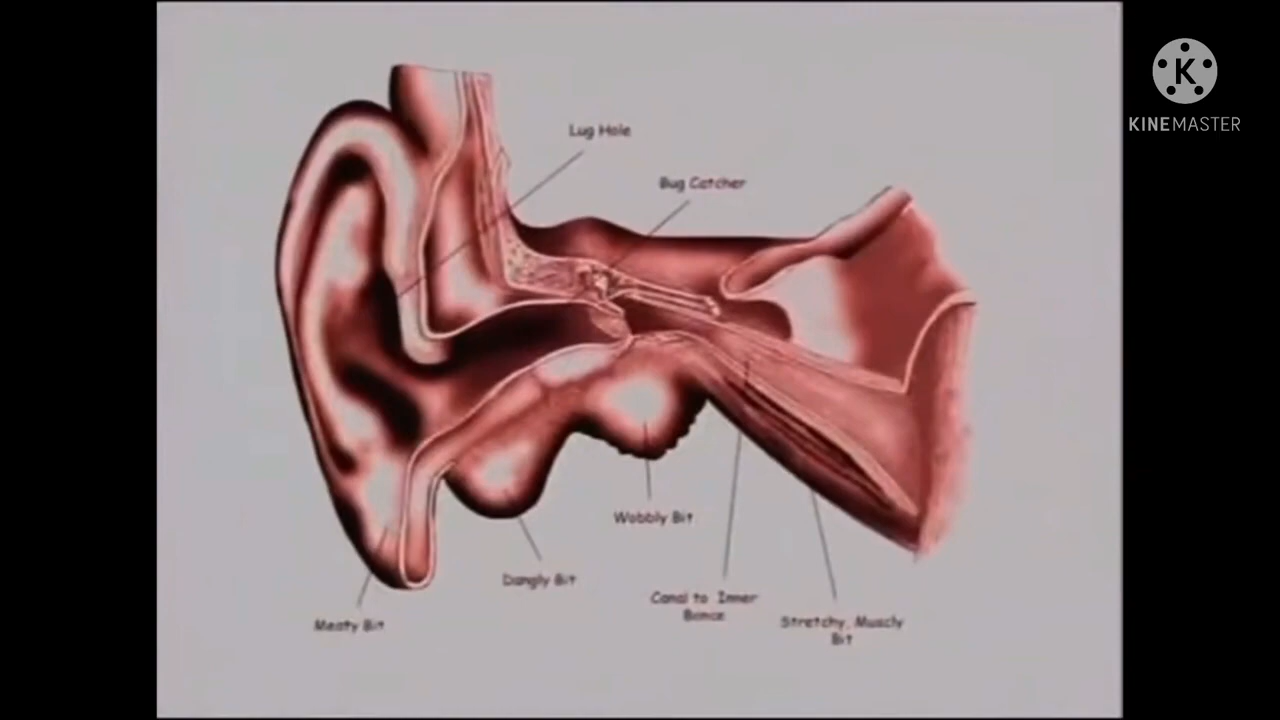 K
KINEMASTER
Lug Hole
Bug Catcher
Wobbly Bit
Dangly Bit
Canal to Inner
Bonce
Meaty Bit
Stretchy, Muscly
Bit